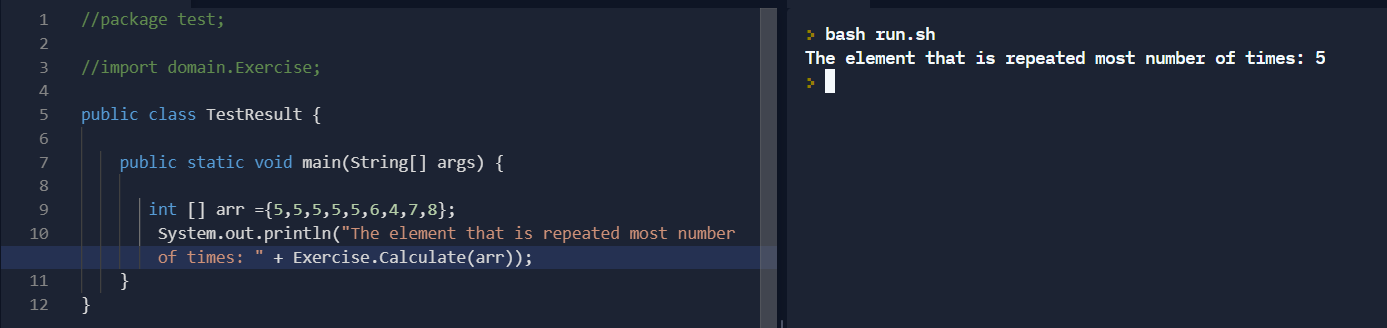 1 //package test;
2
3 //import domain.Exercise;
4
5 public class TestResult {
6
7 public static void main(String[] args) {
8
9 int [] arr ={5,5,5,5,5,6,4,7,8};
10 System.out.println("The element that is repeated most number
of times: " + Exercise.Calculate(arr));
11 }
12 }
> bash run.sh
The element that is repeated most number of times: 5
>